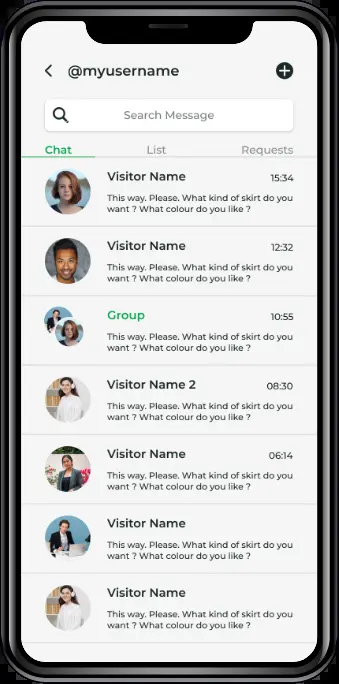 @myusername
Search Message
Chat List Requests
Visitor Name 15:34
This way. Please. What kind of skirt do you
want ? What colour do you like ?
Visitor Name 12:32
This way. Please. What kind of skirt do you
want ? What colour do you like ?
Group 10:55
This way. Please. What kind of skirt do you
want ? What colour do you like ?
Visitor Name 2 08:30
This way. Please. What kind of skirt do you
want ? What colour do you like ?
Visitor Name 06:14
This way. Please. What kind of skirt do you
want ? What colour do you like ?
Visitor Name
This way. Please. What kind of skirt do you
want ? What colour do you like ?
Visitor Name
This way. Please. What kind of skirt do you
want ? What colour do you like ?